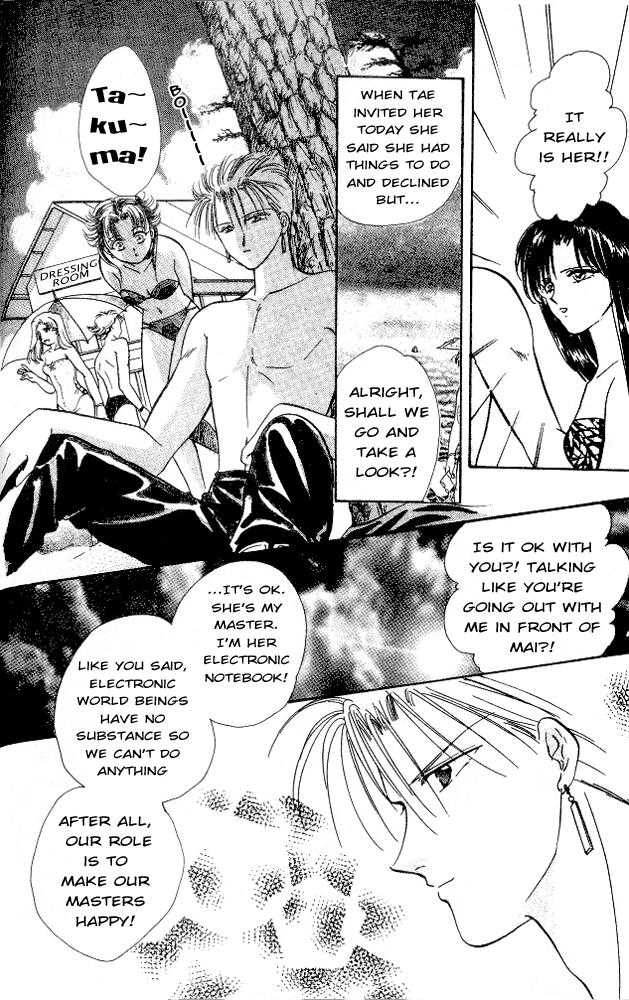 IT
REALLY
IS HER!!
WHEN TAE
INVITED HER
TODAY SHE
SAID SHE HAD
THINGS TO DO
AND DECLINED
BUT...
ALRIGHT,
SHALL WE
GO AND
TAKE A
LOOK?!
Ta~
ku~
ma!
BOIIII
DRESSING
ROOM
IS IT OK WITH
YOU?! TALKING
LIKE YOU'RE
GOING OUT WITH
ME IN FRONT OF
MAI?!
...IT'S OK.
SHE'S MY
MASTER.
I'M HER
ELECTRONIC
NOTEBOOK!
LIKE YOU SAID,
ELECTRONIC
WORLD BEINGS
HAVE NO
SUBSTANCE SO
WE CAN'T DO
ANYTHING
AFTER ALL,
OUR ROLE
IS TO
MAKE OUR
MASTERS
HAPPY!